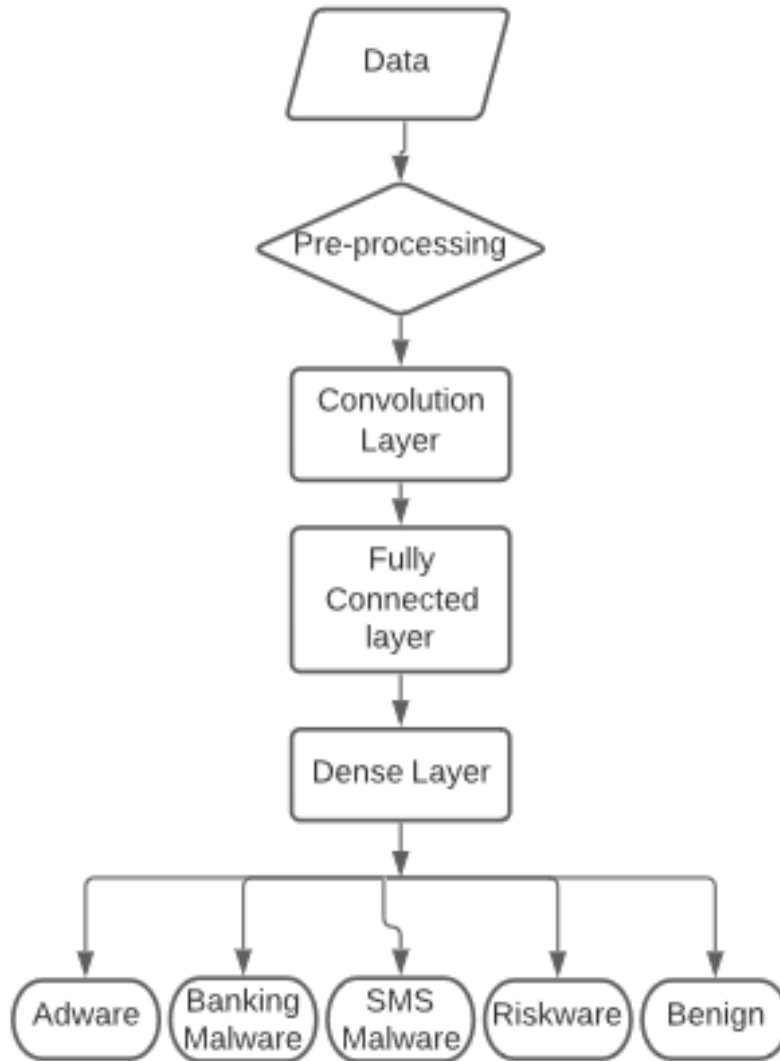 Data
Pre-processing
Convolution
Layer
Fully
Connected
layer
Dense Layer
Adware
Banking
Malware
SMS
Malware
Riskware
Benign